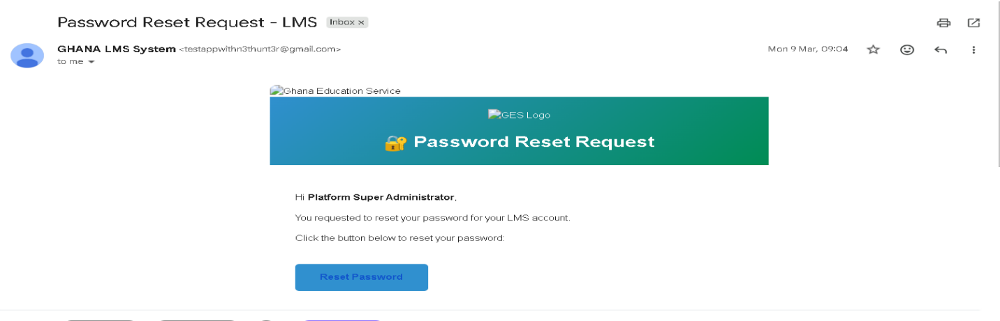 Password Reset Request - LMS Inbox ×
GHANA LMS System <testappwithn3thunt3r@gmail.com> Mon 9 Mar, 09:04
to me
Ghana Education Service
GES Logo
🔐 Password Reset Request
Hi Platform Super Administrator,
You requested to reset your password for your LMS account.
Click the button below to reset your password:
Reset Password